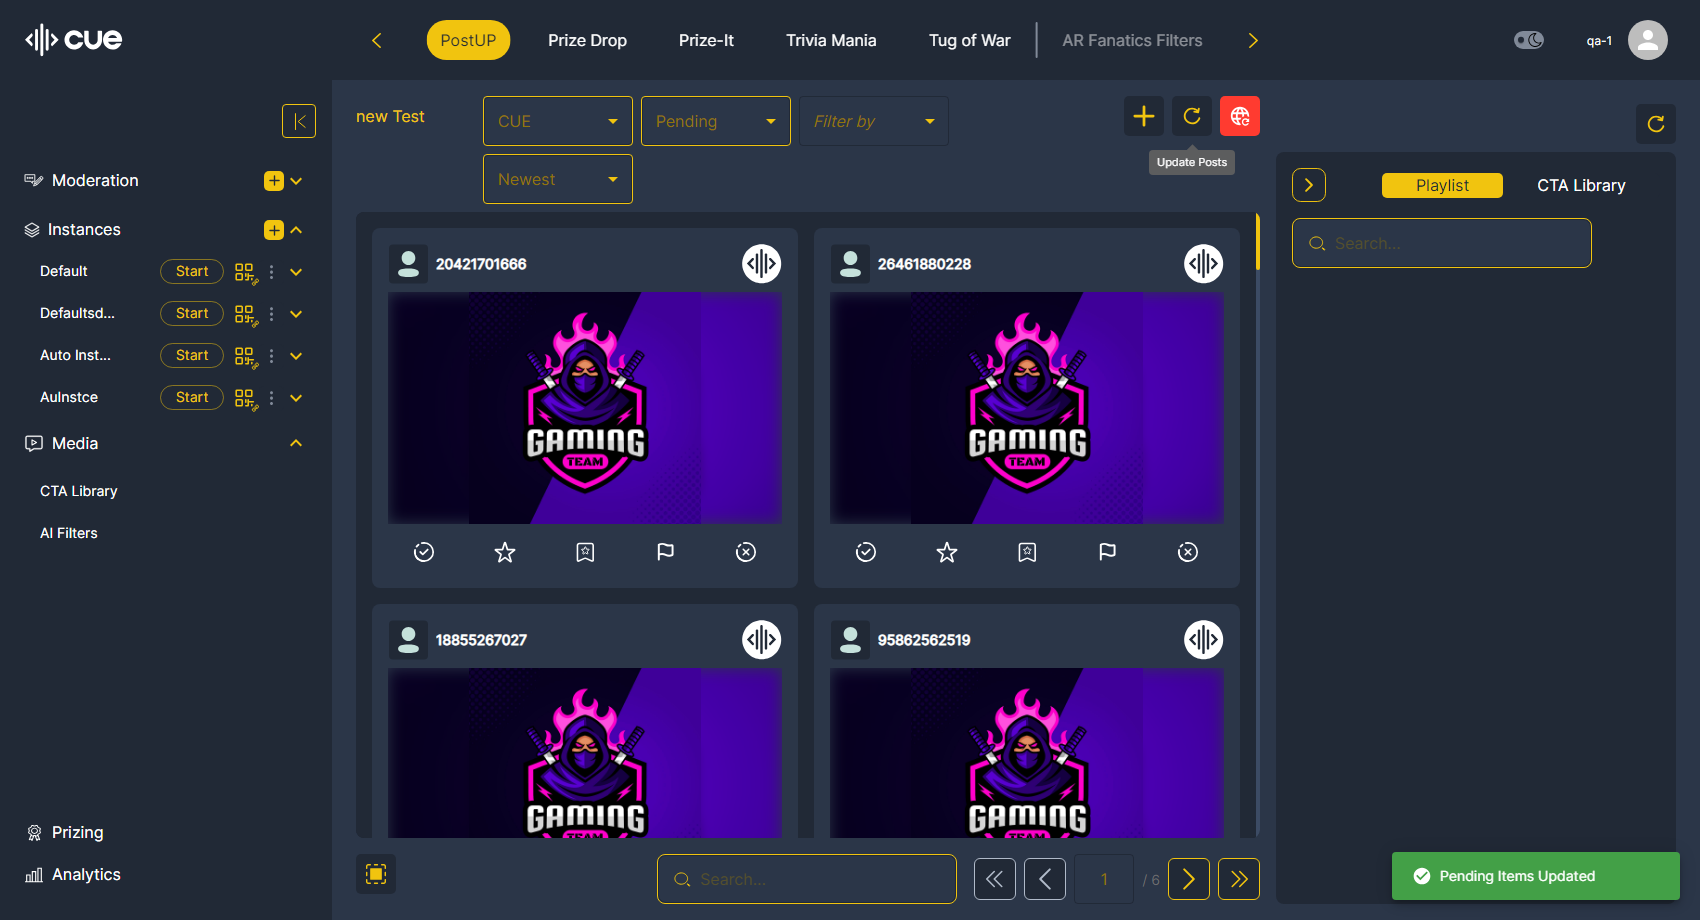 cue
PostUP
Prize Drop
Prize-It
Trivia Mania
Tug of War
AR Fanatics Filters
qa-1
new Test
CUE
Pending
Filter by
Newest
Update Posts
Moderation
Instances
Default
Start
Defaultsd...
Start
Auto Inst...
Start
AuInstce
Start
Media
CTA Library
AI Filters
Prizing
Analytics
20421701666
GAMING
TEAM
26461880228
GAMING
TEAM
18855267027
GAMING
TEAM
95862562519
GAMING
TEAM
Search...
1
/ 6
Playlist
CTA Library
Search...
Pending Items Updated